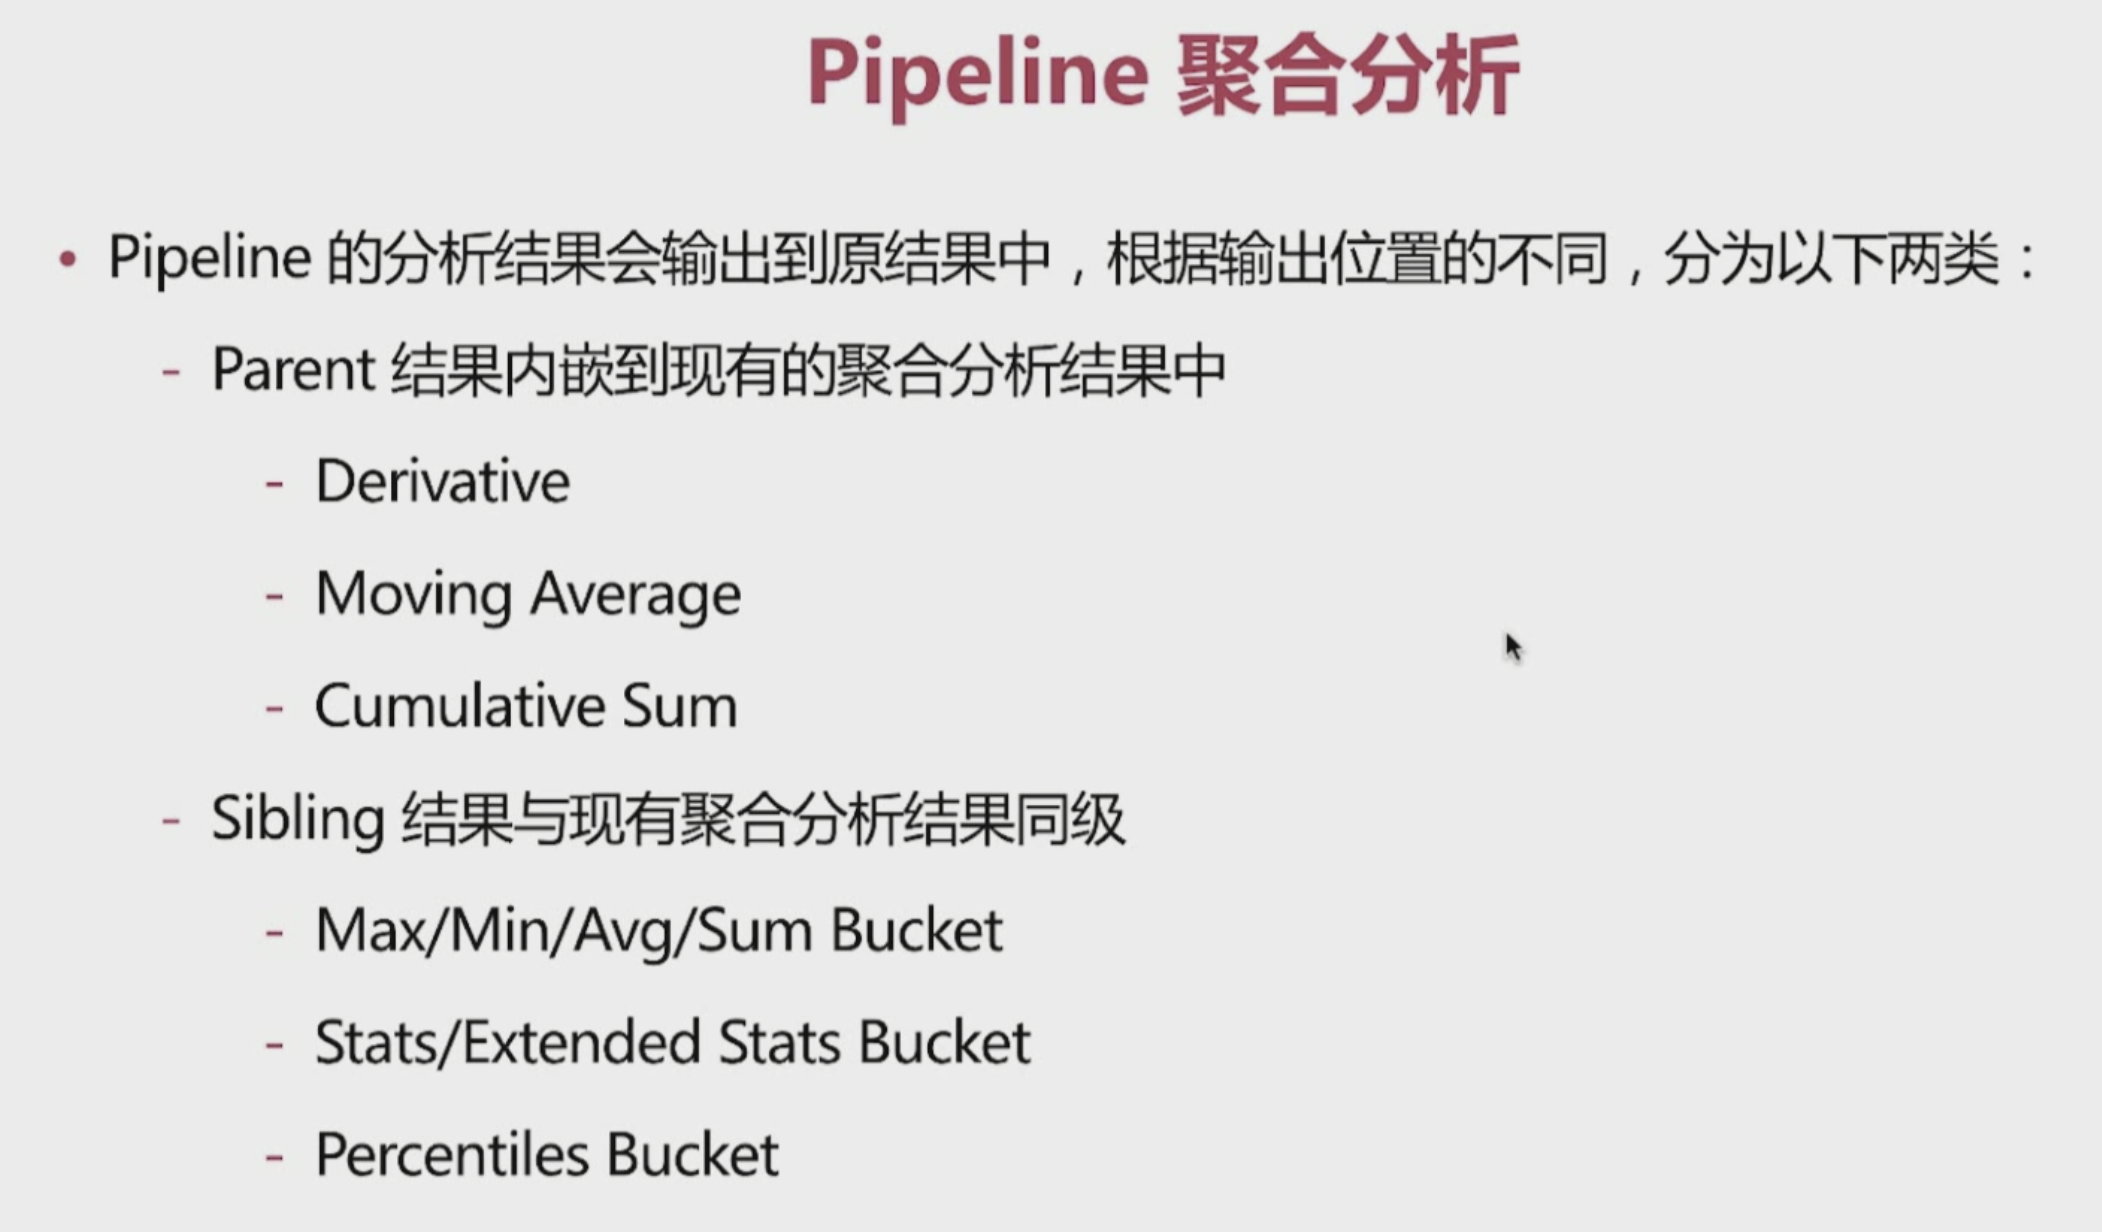 Pipeline 聚合分析
• Pipeline 的分析结果会输出到原结果中，根据输出位置的不同，分为以下两类：
- Parent 结果内嵌到现有的聚合分析结果中
- Derivative
- Moving Average
- Cumulative Sum
- Sibling 结果与现有聚合分析结果同级
- Max/Min/Avg/Sum Bucket
- Stats/Extended Stats Bucket
- Percentiles Bucket